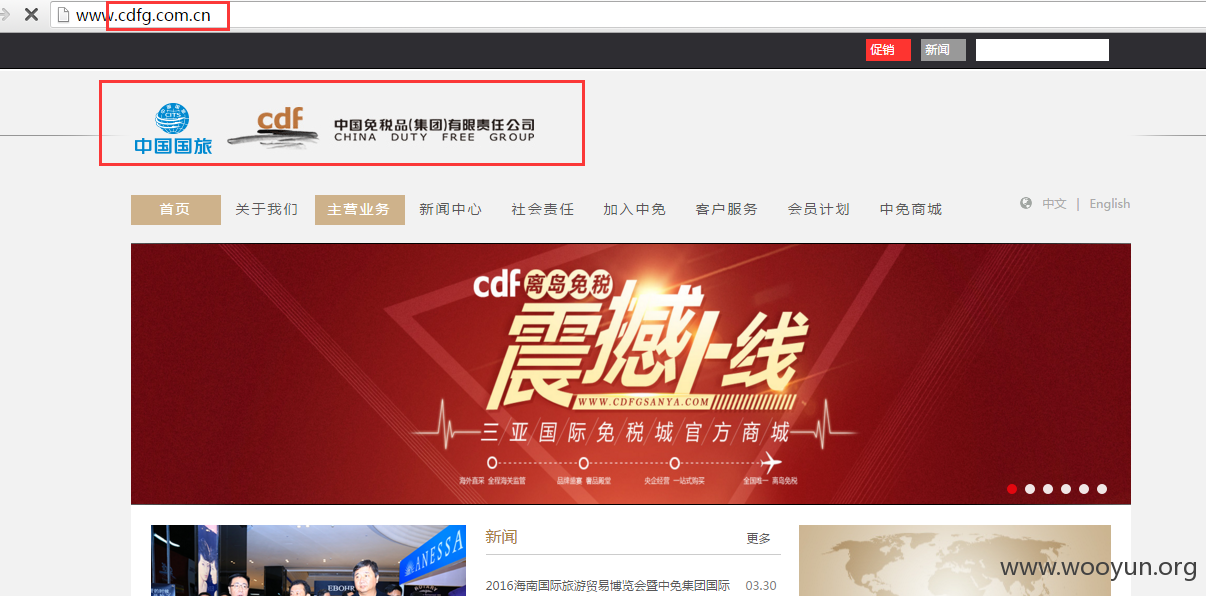 www.cdfg.com.cn
促销 新闻
CITS
中国国旅
cdf
中国免税品(集团)有限责任公司
CHINA DUTY FREE GROUP
首页 关于我们 主营业务 新闻中心 社会责任 加入中免 客户服务 会员计划 中免商城
中文 | English
cdf离岛免税
震撼上线
WWW.CDFGSANYA.COM
三亚国际免税城官方商城
海外直采 全程海关监管 品牌盛宴 奢品殿堂 央企经营 一站式购买 全国唯一 离岛免税
ANESSA
新闻 更多
2016海南国际旅游贸易博览会暨中免集团国际 03.30
www.wooyun.org